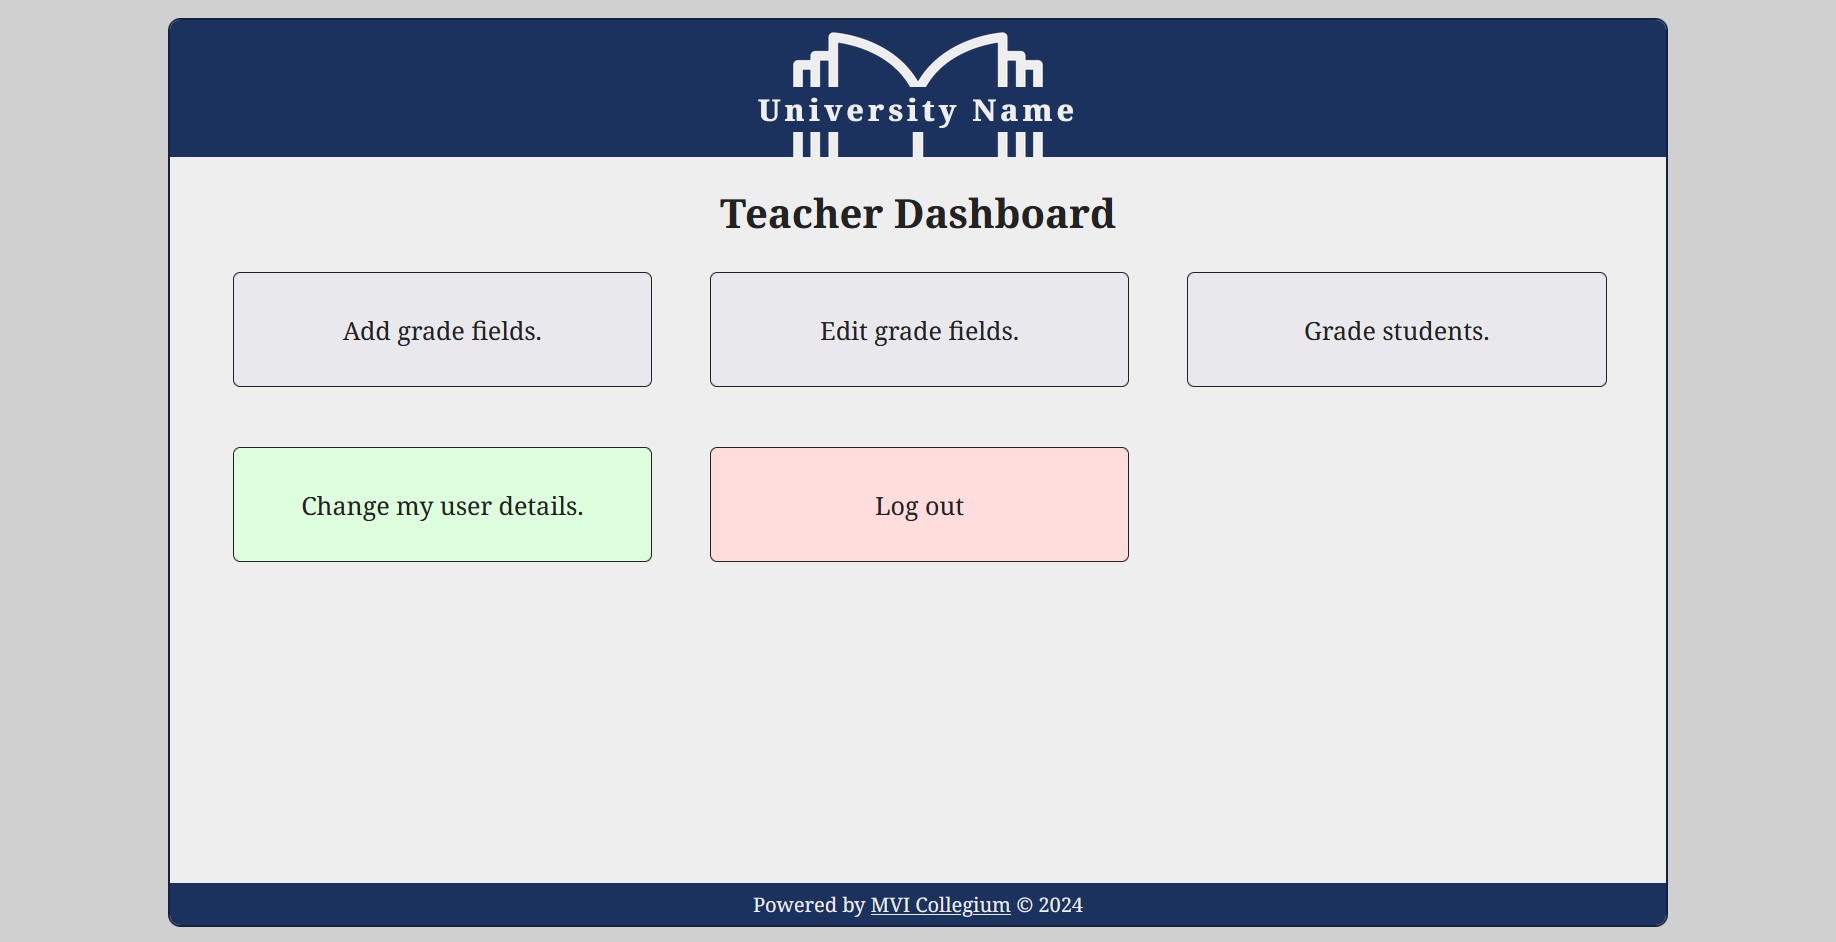 University Name
Teacher Dashboard
Add grade fields.
Edit grade fields.
Grade students.
Change my user details.
Log out
Powered by MVI Collegium © 2024